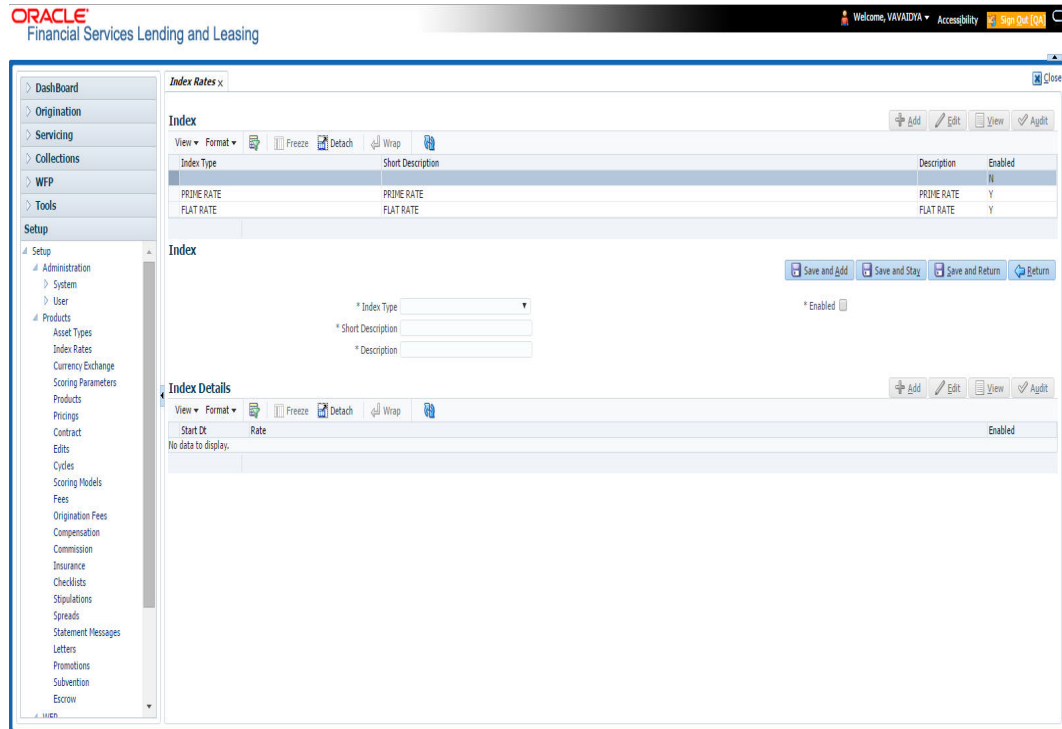 ORACLE'
Financial Services Lending and Leasing
Welcome, VAVAIDYA Accessibility Sign Out [QA]
DashBoard
Origination
Servicing
Collections
WFP
Tools
Setup
Setup
Administration
System
User
Products
Asset Types
Index Rates
Currency Exchange
Scoring Parameters
Products
Pricings
Contract
Edits
Cycles
Scoring Models
Fees
Origination Fees
Compensation
Commission
Insurance
Checklists
Stipulations
Spreads
Statement Messages
Letters
Promotions
Subvention
Escrow
WFP
Index Rates x Close
Index Add Edit View Audit
View Format Freeze Detach Wrap
Index Type Short Description Description Enabled
N
PRIME RATE PRIME RATE PRIME RATE Y
FLAT RATE FLAT RATE FLAT RATE Y
Index
Save and Add Save and Stay Save and Return Return
* Index Type * Enabled
* Short Description
* Description
Index Details Add Edit View Audit
View Format Freeze Detach Wrap
Start Dt Rate Enabled
No data to display.